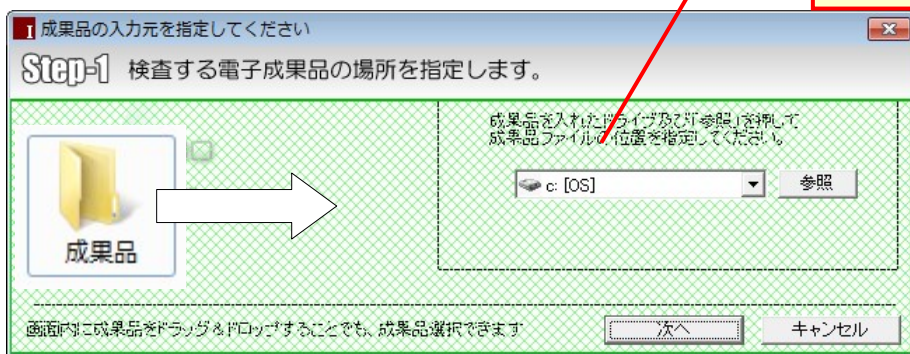 成果品の入力元を指定してください
Step-1 検査する電子成果品の場所を指定します。
成果品を入れたドライブ及び「参照」を押して
成果品ファイルの位置を指定してください。
c: [OS]
参照
成果品
画面内に成果品をドラッグ&ドロップすることでも、成果品選択できます
次へ
キャンセル